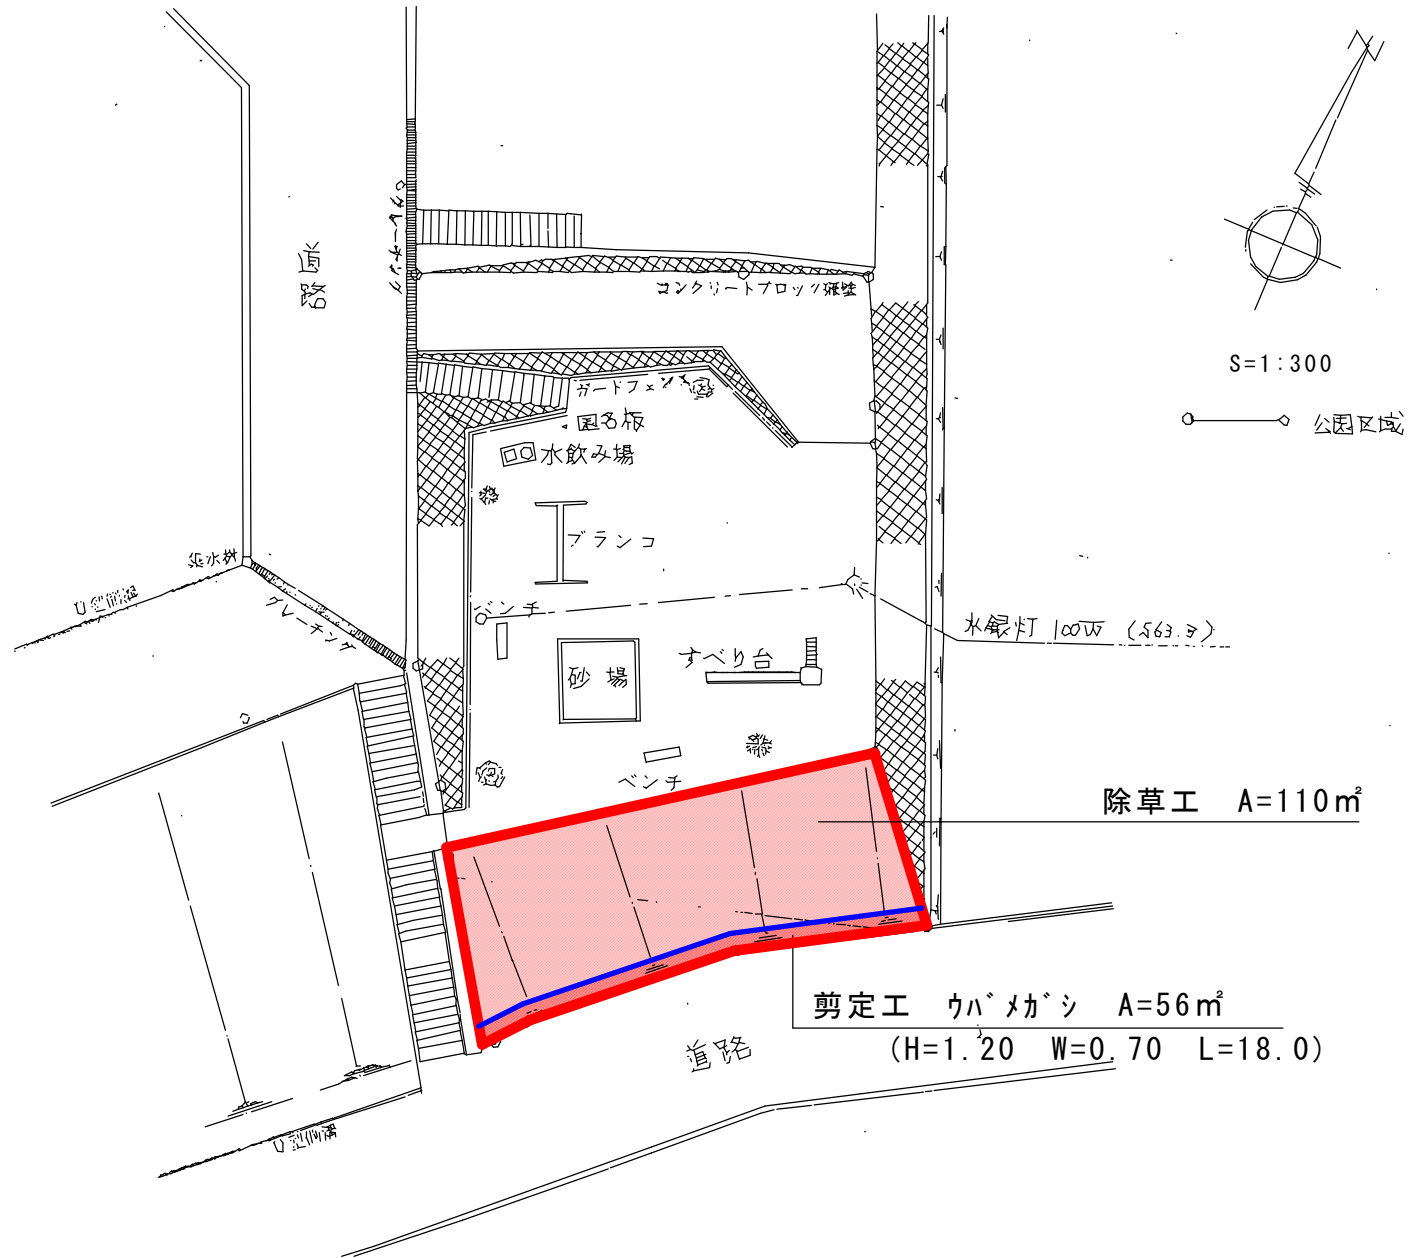 N
道路
グレーチング
コンクリートブロック擁壁
S=1:300
公園区域
ガードフェンス
園名板
水飲み場
ブランコ
U型側溝
グレーチング
ベンチ
水銀灯 100W
砂場
すべり台
ベンチ
除草工 A=110㎡
剪定工 ウバメガシ A=56㎡
(H=1.20 W=0.70 L=18.0)
道路
U型側溝